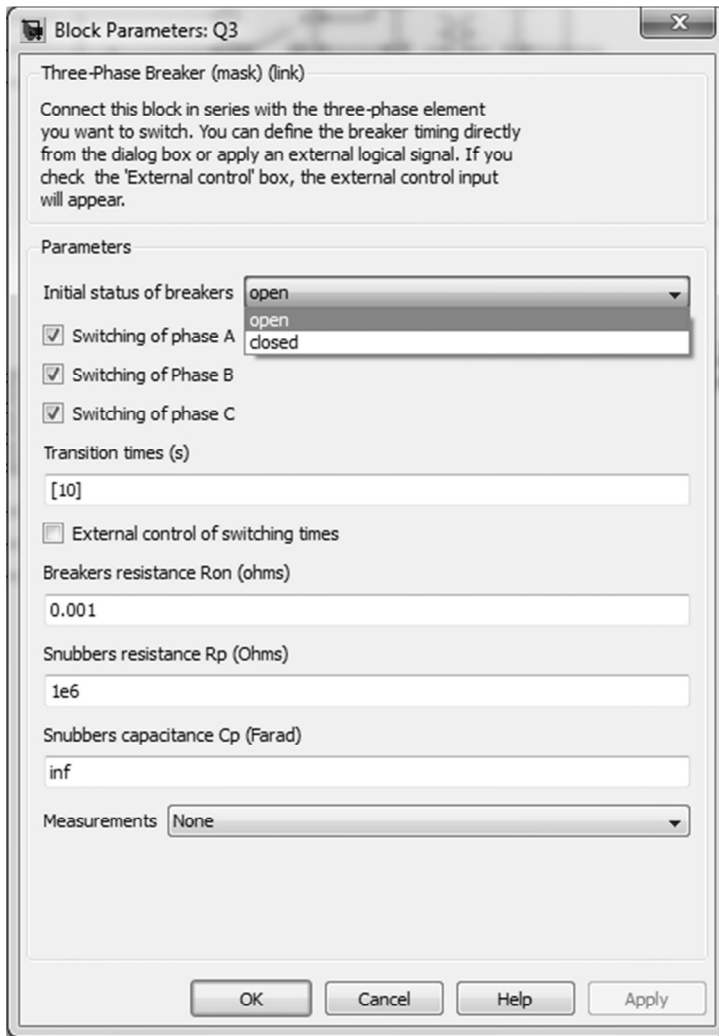 Block Parameters: Q3
X
Three-Phase Breaker (mask) (link)
Connect this block in series with the three-phase element
you want to switch. You can define the breaker timing directly
from the dialog box or apply an external logical signal. If you
check the 'External control' box, the external control input
will appear.
Parameters
Initial status of breakers open
open
Switching of phase A closed
Switching of Phase B
Switching of phase C
Transition times (s)
[10]
External control of switching times
Breakers resistance Ron (ohms)
0.001
Snubbers resistance Rp (Ohms)
1e6
Snubbers capacitance Cp (Farad)
inf
Measurements None
OK Cancel Help Apply